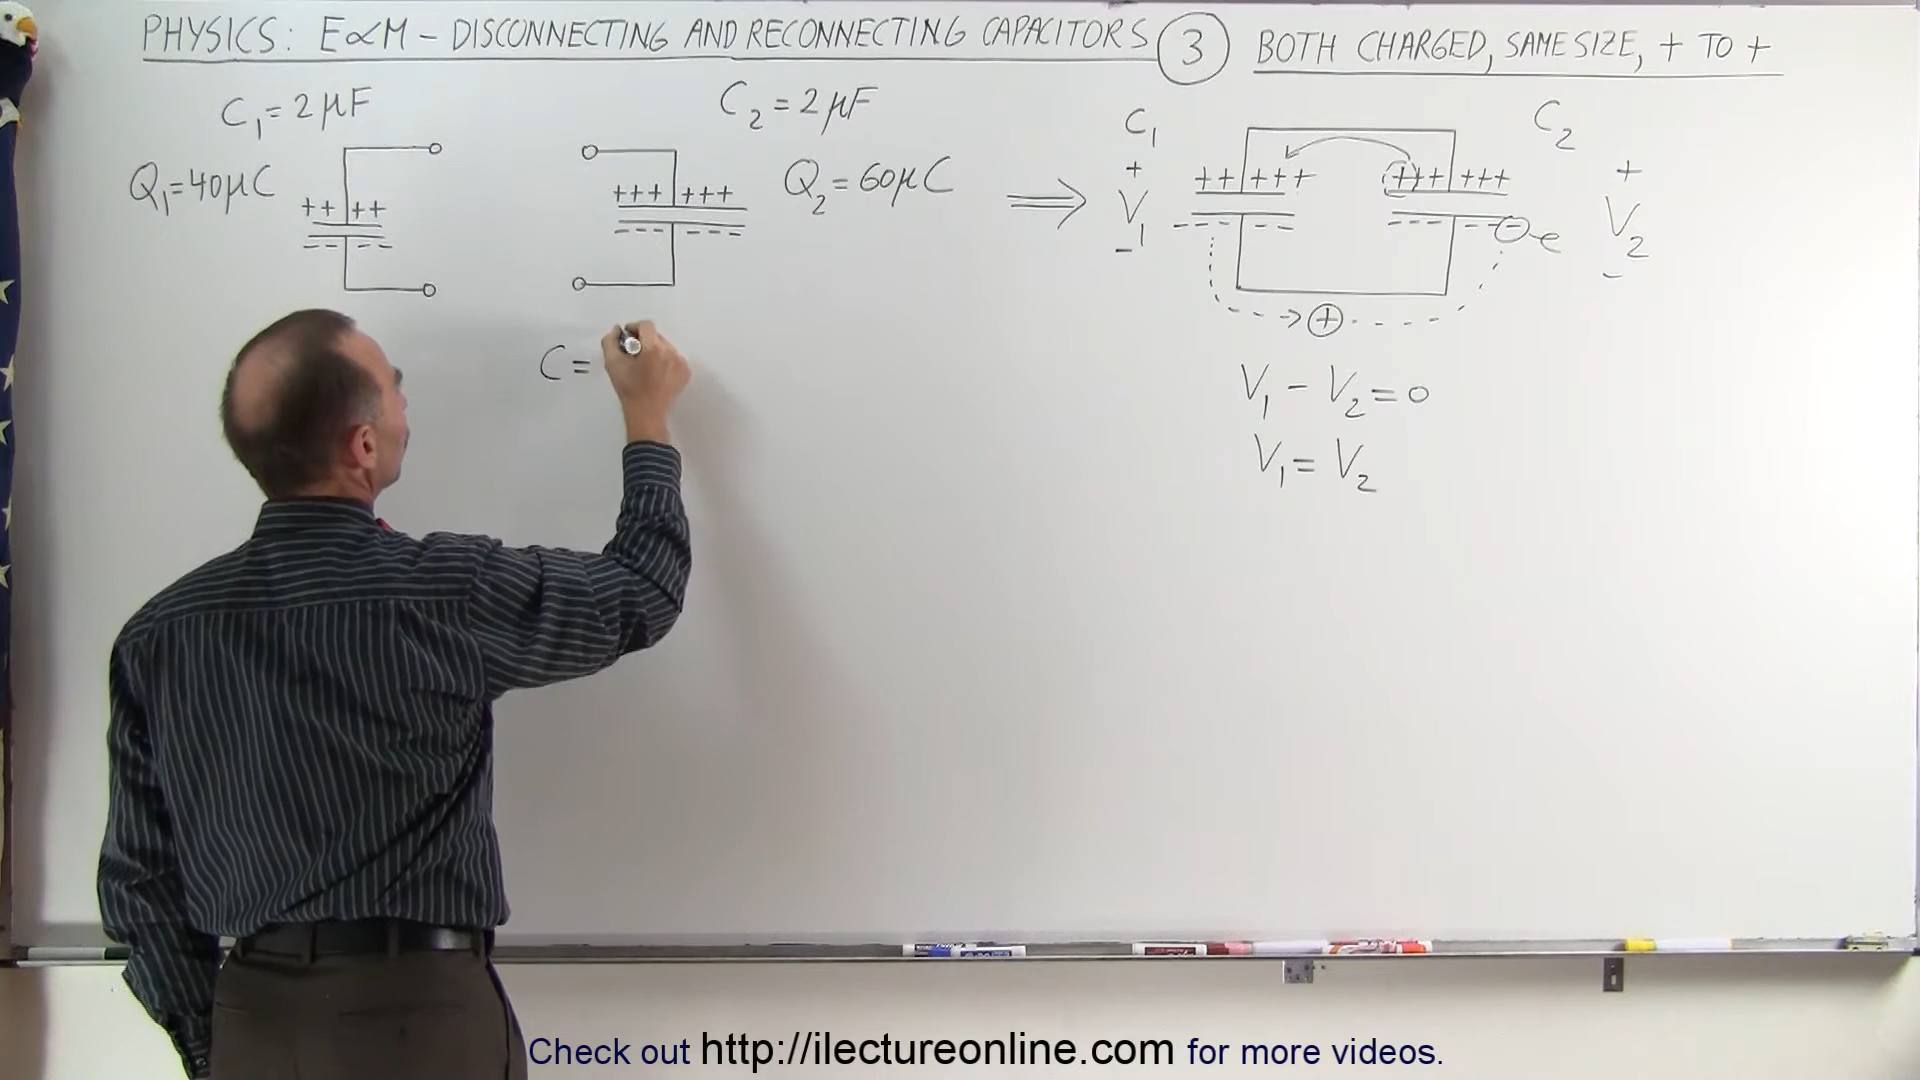 PHYSICS: E∝M – DISCONNECTING AND RECONNECTING CAPACITORS ③ BOTH CHARGED, SAME SIZE, + TO +
C₁ = 2μF
C₂ = 2μF
Q₁ = 40μC
++ ++
-- --
+++ +++
--- ---
Q₂ = 60μC
⇒
C₁
C₂
+
V₁
-
++ +++
--- --
+++ +++
--- -- - e
+
V₂
-
+
C =
V₁ - V₂ = 0
V₁ = V₂
Check out http://ilectureonline.com for more videos.